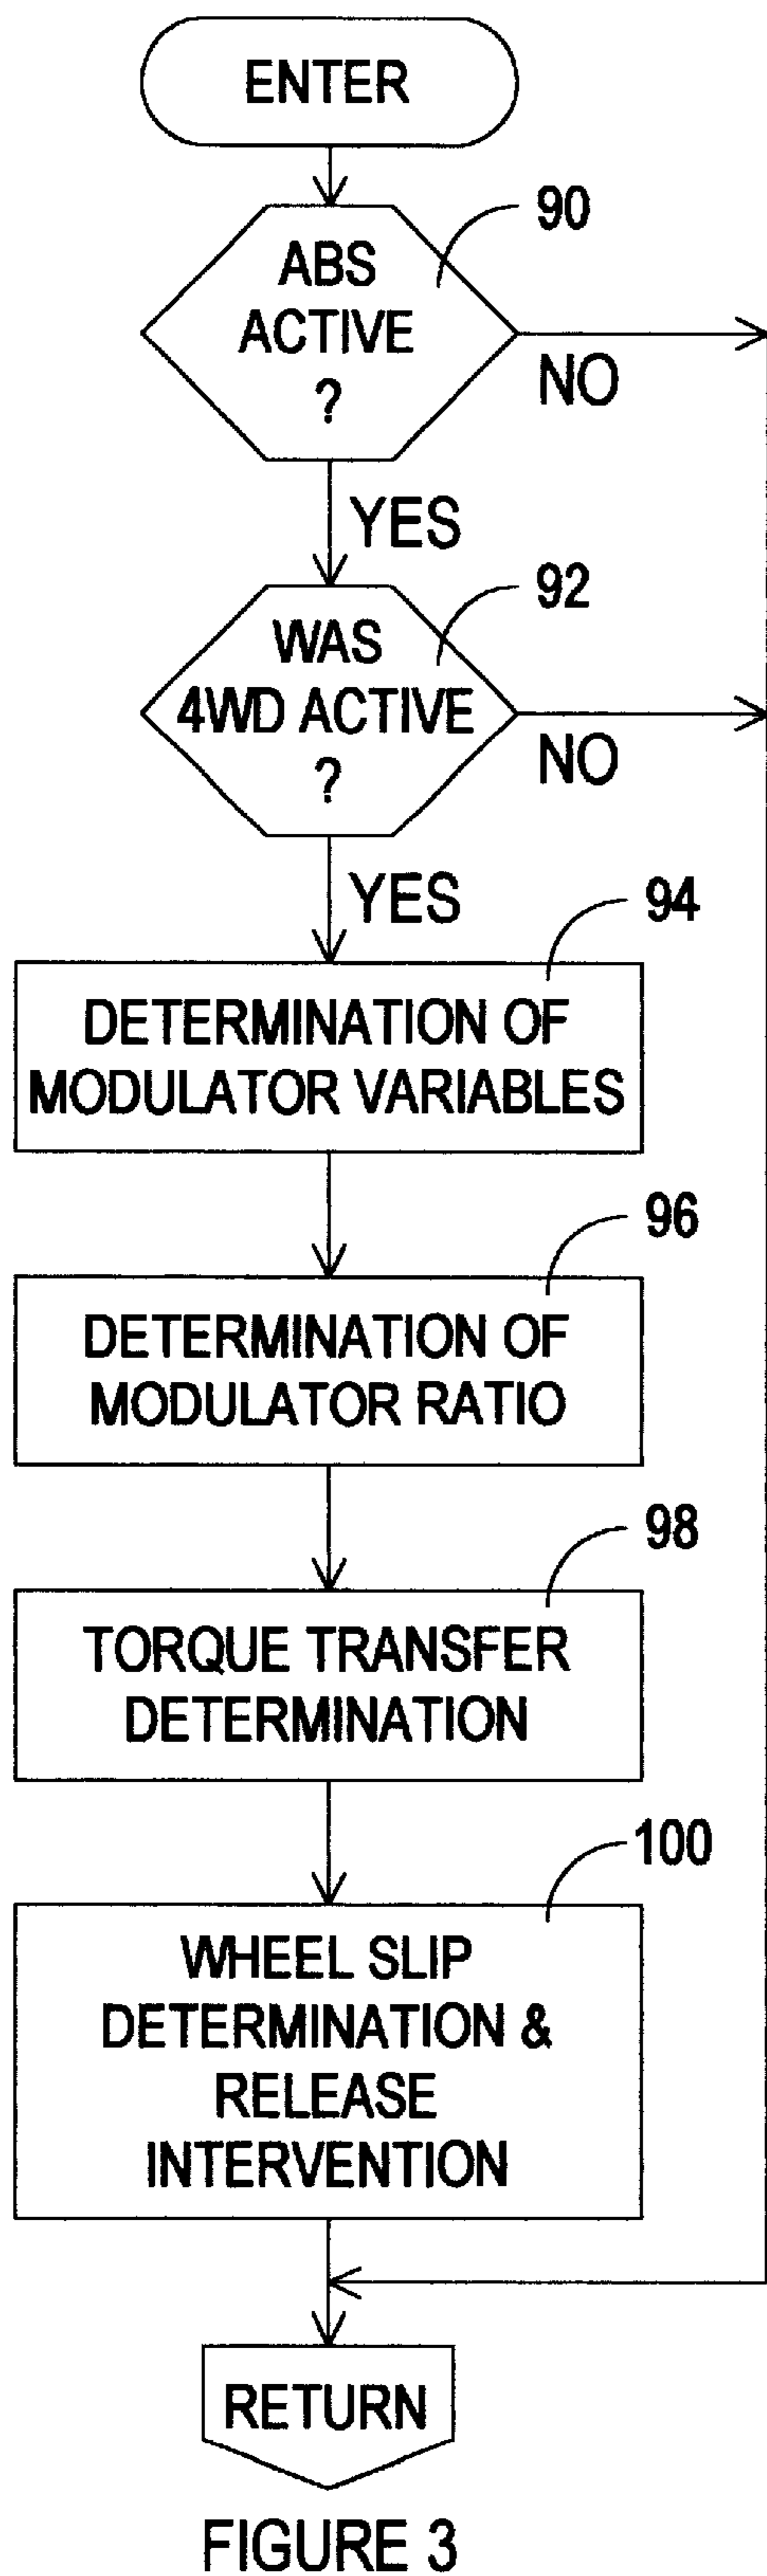 ENTER
90
ABS
ACTIVE
?
NO
YES
92
WAS
4WD ACTIVE
?
NO
YES
94
DETERMINATION OF
MODULATOR VARIABLES
96
DETERMINATION OF
MODULATOR RATIO
98
TORQUE TRANSFER
DETERMINATION
100
WHEEL SLIP
DETERMINATION &
RELEASE
INTERVENTION
RETURN
FIGURE 3